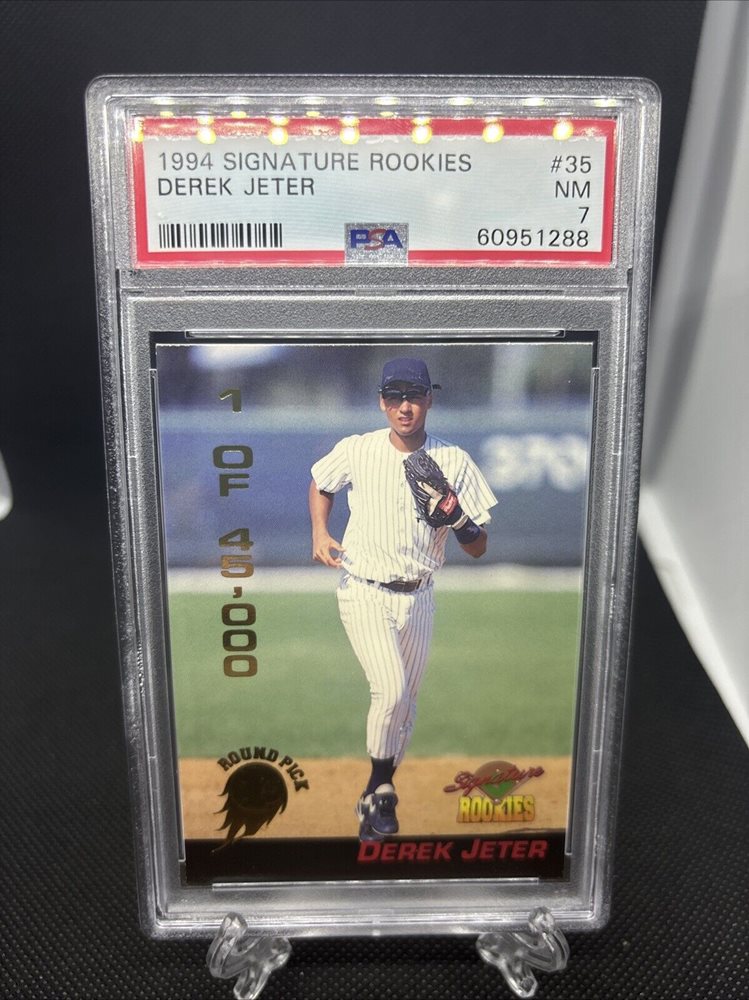 1994 SIGNATURE ROOKIES #35
DEREK JETER NM
7
PSA 60951288
1 OF 45,000
370
ROUND PICK
Signature
ROOKIES
DEREK JETER